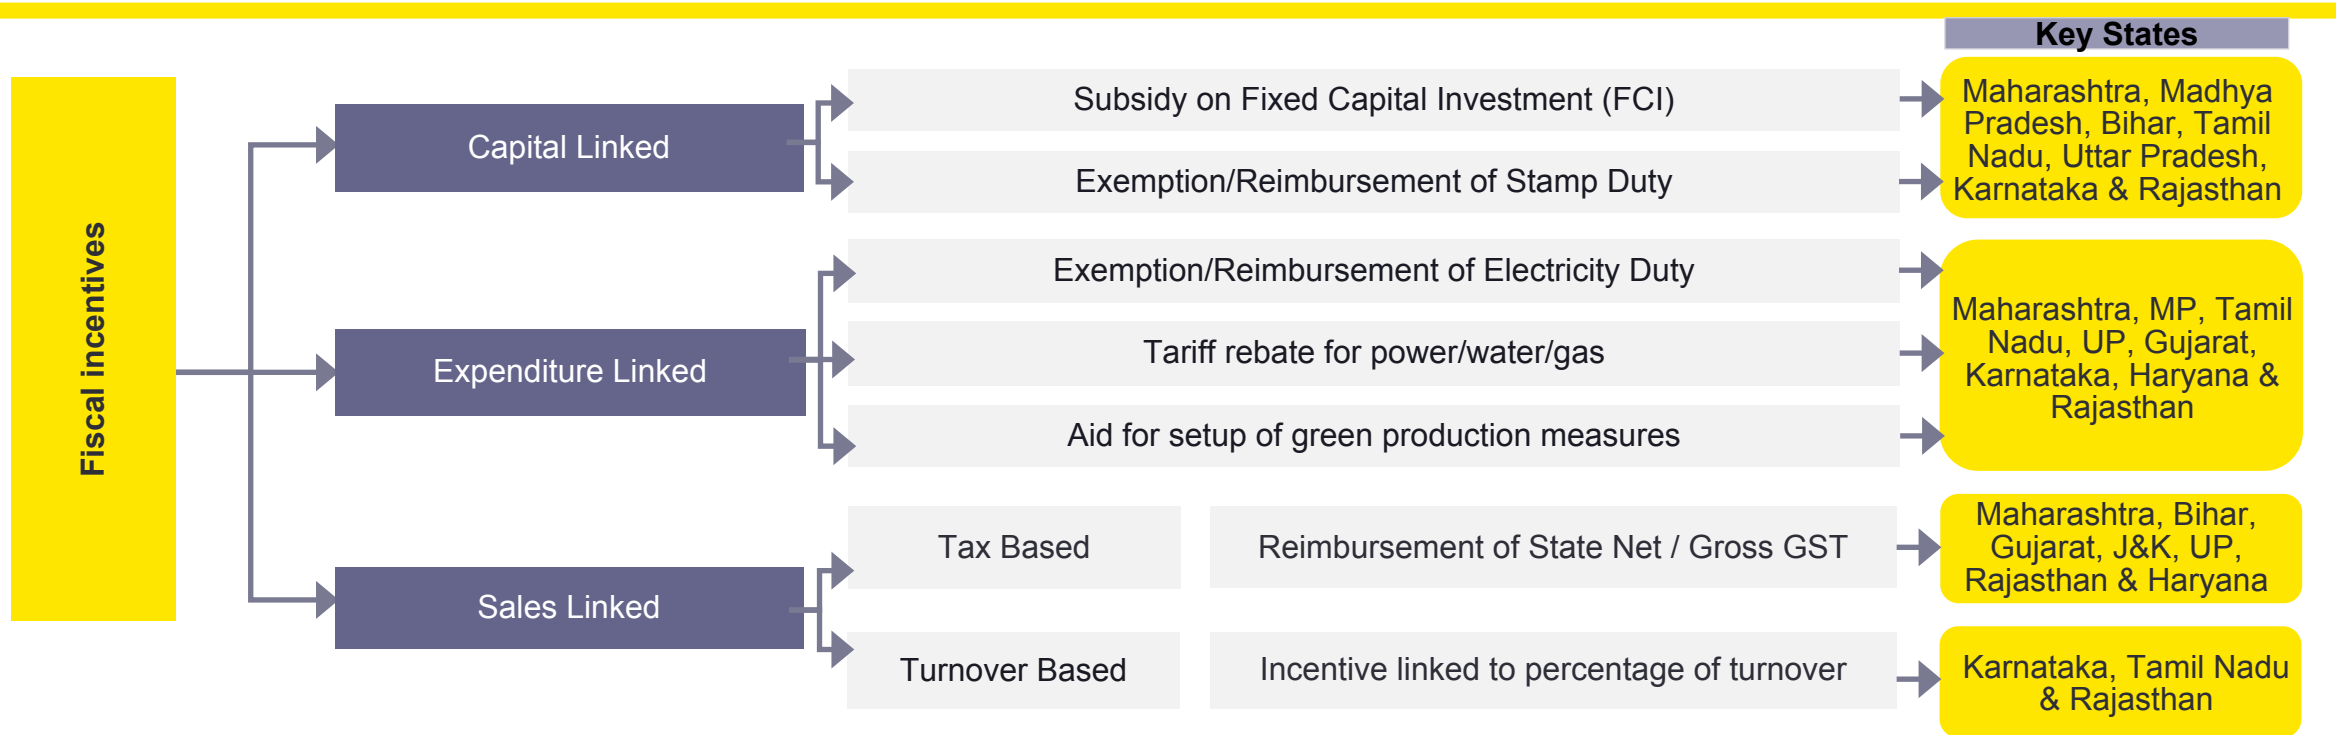 Key States
Fiscal incentives
Capital Linked
Subsidy on Fixed Capital Investment (FCI)
Exemption/Reimbursement of Stamp Duty
Maharashtra, Madhya
Pradesh, Bihar, Tamil
Nadu, Uttar Pradesh,
Karnataka & Rajasthan
Expenditure Linked
Exemption/Reimbursement of Electricity Duty
Tariff rebate for power/water/gas
Aid for setup of green production measures
Maharashtra, MP, Tamil
Nadu, UP, Gujarat,
Karnataka, Haryana &
Rajasthan
Sales Linked
Tax Based
Reimbursement of State Net / Gross GST
Maharashtra, Bihar,
Gujarat, J&K, UP,
Rajasthan & Haryana
Turnover Based
Incentive linked to percentage of turnover
Karnataka, Tamil Nadu
& Rajasthan